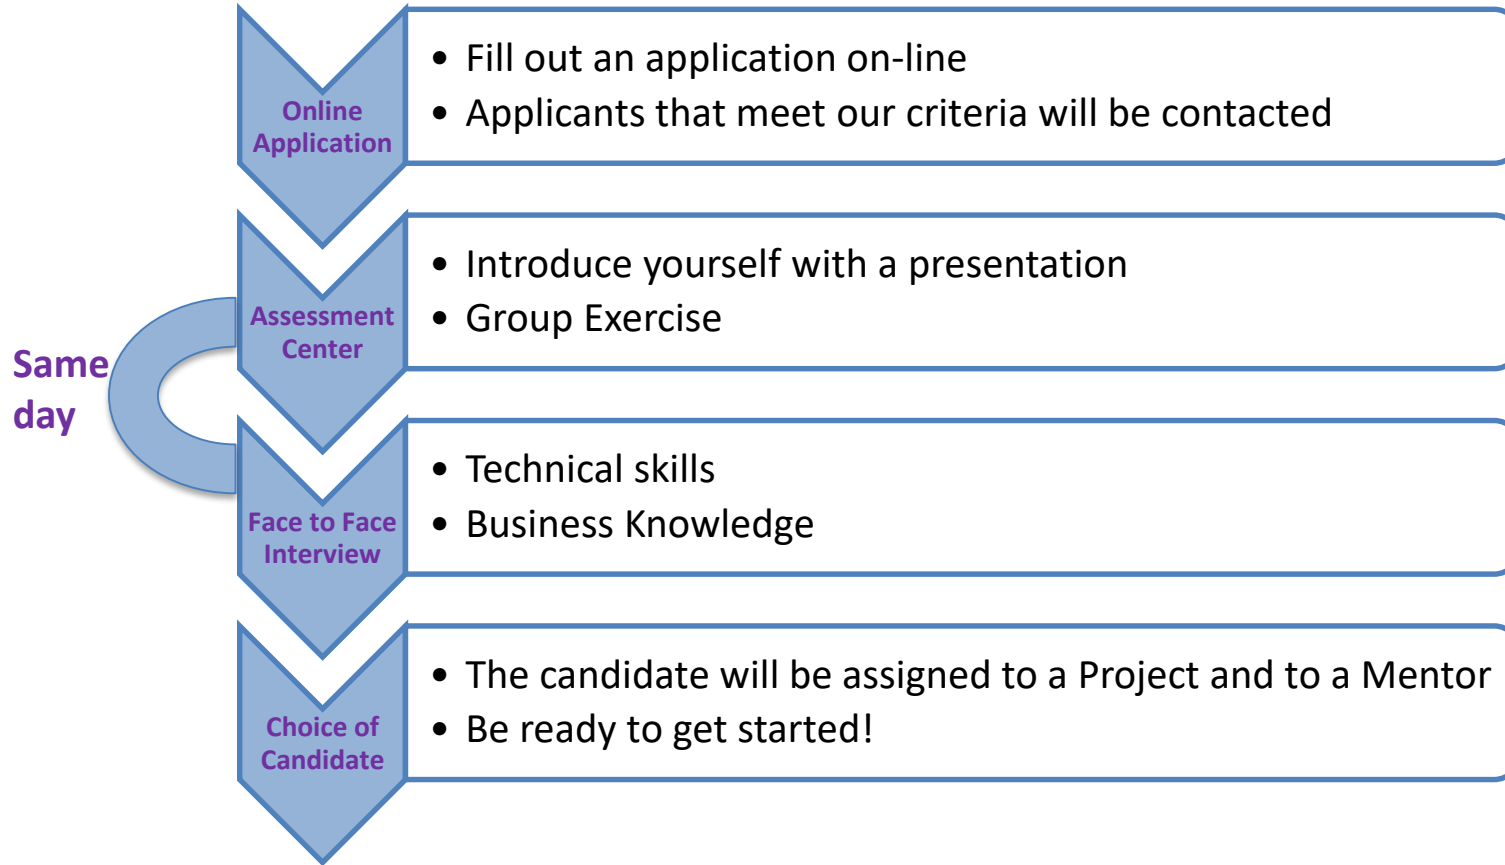 Online
Application
• Fill out an application on-line
• Applicants that meet our criteria will be contacted
Same
day
Assessment
Center
• Introduce yourself with a presentation
• Group Exercise
Face to Face
Interview
• Technical skills
• Business Knowledge
Choice of
Candidate
• The candidate will be assigned to a Project and to a Mentor
• Be ready to get started!